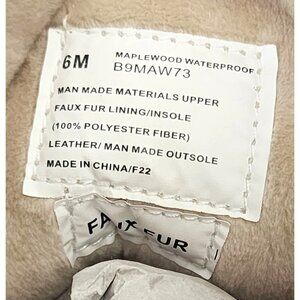 6M
MAPLEWOOD WATERPROOF
B9MAW73
MAN MADE MATERIALS UPPER
FAUX FUR LINING/INSOLE
(100% POLYESTER FIBER)
LEATHER/ MAN MADE OUTSOLE
MADE IN CHINA/F22
FAUX FUR